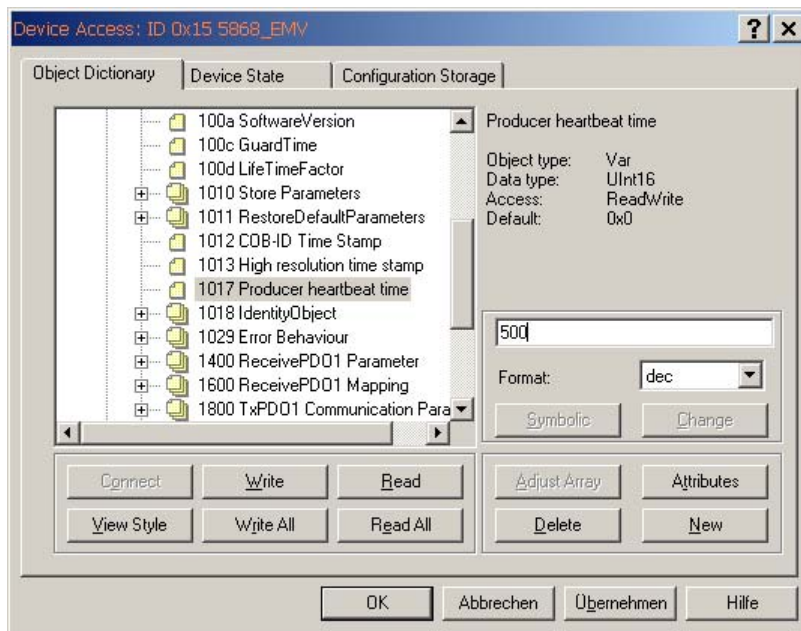 Device Access: ID 0x15 5868_EMV
Object Dictionary
Device State
Configuration Storage
100a SoftwareVersion
100c GuardTime
100d LifeTimeFactor
1010 Store Parameters
1011 RestoreDefaultParameters
1012 COB-ID Time Stamp
1013 High resolution time stamp
1017 Producer heartbeat time
1018 IdentityObject
1029 Error Behaviour
1400 ReceivePDO1 Parameter
1600 ReceivePDO1 Mapping
1800 TxPDO1 Communication Para
Producer heartbeat time
Object type: Var
Data type: UInt16
Access: ReadWrite
Default: 0x0
500
Format: dec
Symbolic Change
Connect Write Read
View Style Write All Read All
Adjust Array Attributes
Delete New
OK Abbrechen Übernehmen Hilfe